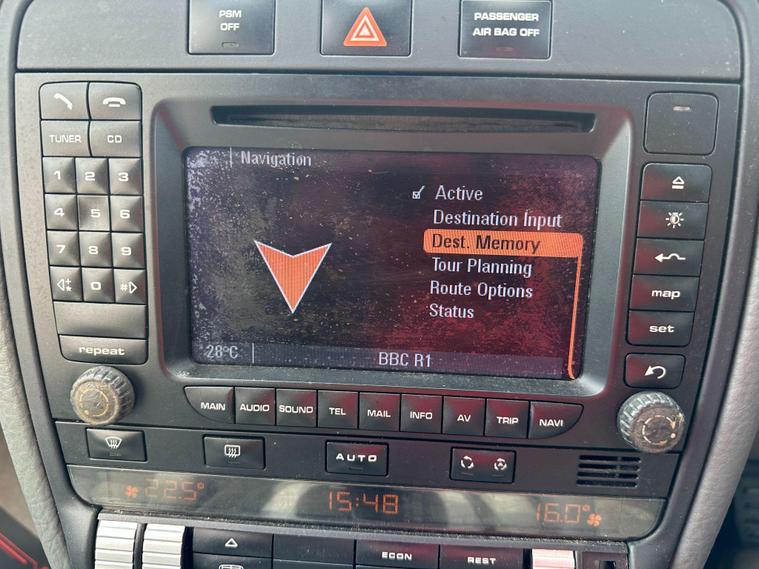 PSM
OFF
PASSENGER
AIR BAG OFF
TUNER CD
1 2 3
4 5 6
7 8 9
0
repeat
Navigation
Active
Destination Input
Dest. Memory
Tour Planning
Route Options
Status
28°C
BBC R1
map
set
MAIN AUDIO SOUND TEL MAIL INFO AV TRIP NAVI
AUTO
22.5° 15:48 16.0°
ECON REST